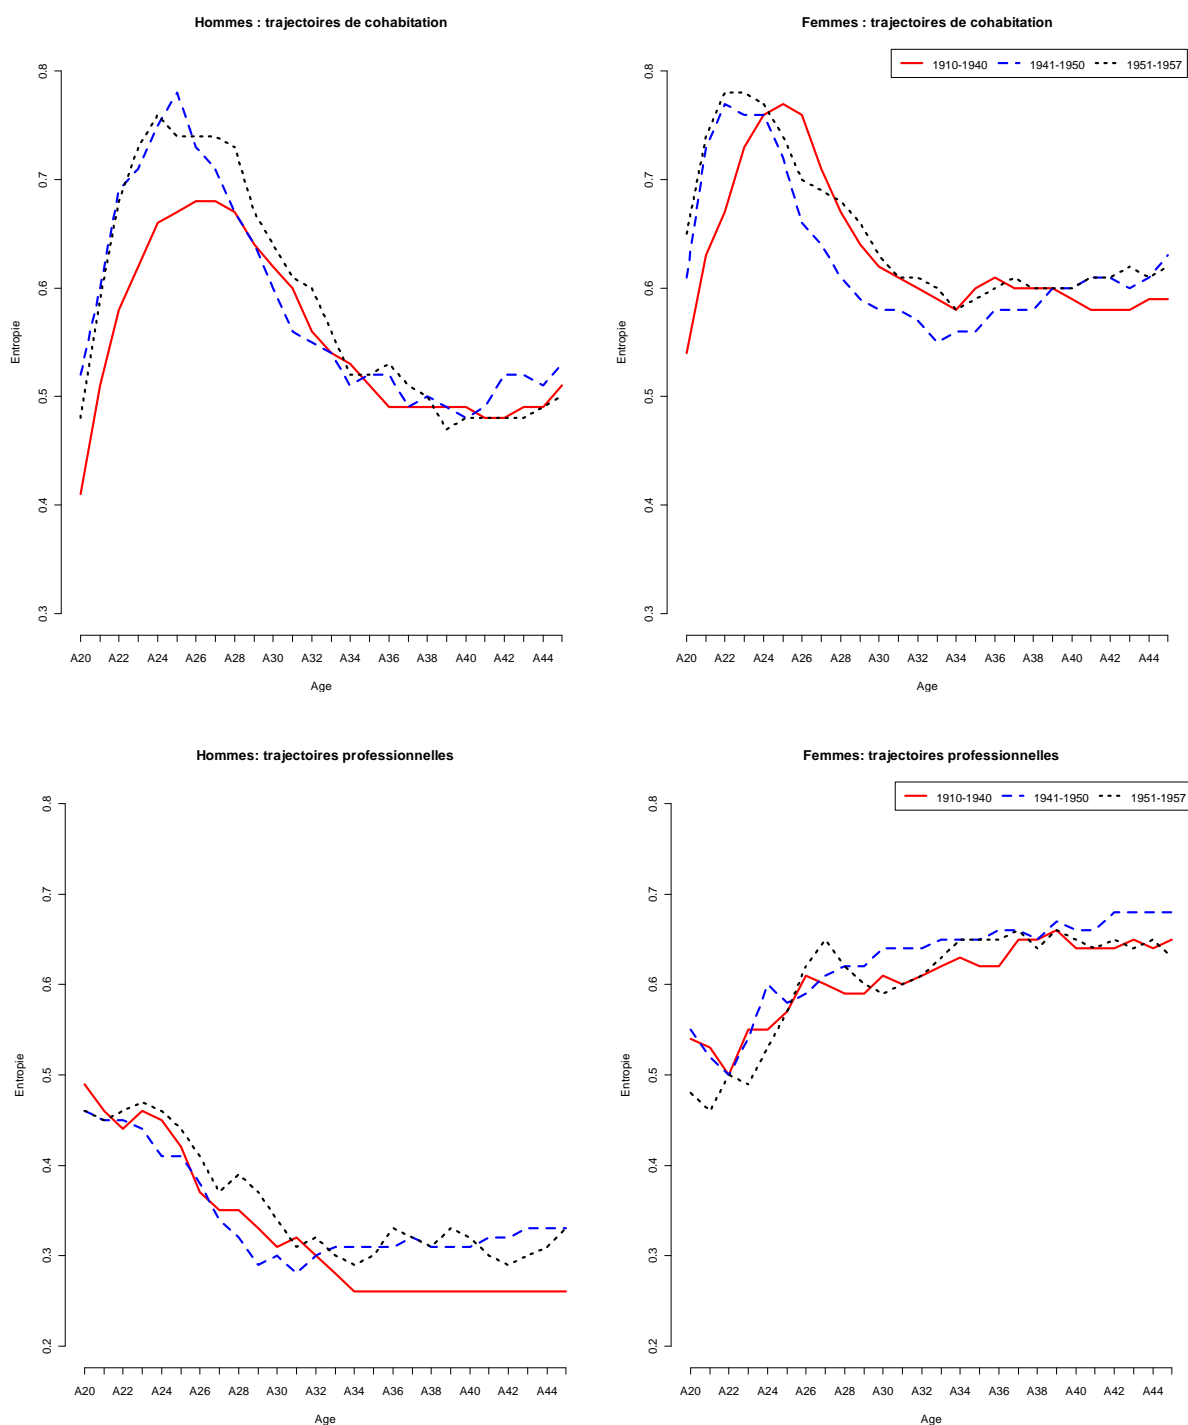 Hommes : trajectoires de cohabitation
Entropie
0.8
0.7
0.6
0.5
0.4
0.3
A20 A22 A24 A26 A28 A30 A32 A34 A36 A38 A40 A42 A44
Age
Femmes : trajectoires de cohabitation
1910-1940 1941-1950 1951-1957
Entropie
0.8
0.7
0.6
0.5
0.4
0.3
A20 A22 A24 A26 A28 A30 A32 A34 A36 A38 A40 A42 A44
Age
Hommes: trajectoires professionnelles
Entropie
0.8
0.7
0.6
0.5
0.4
0.3
0.2
A20 A22 A24 A26 A28 A30 A32 A34 A36 A38 A40 A42 A44
Age
Femmes: trajectoires professionnelles
1910-1940 1941-1950 1951-1957
Entropie
0.8
0.7
0.6
0.5
0.4
0.3
0.2
A20 A22 A24 A26 A28 A30 A32 A34 A36 A38 A40 A42 A44
Age